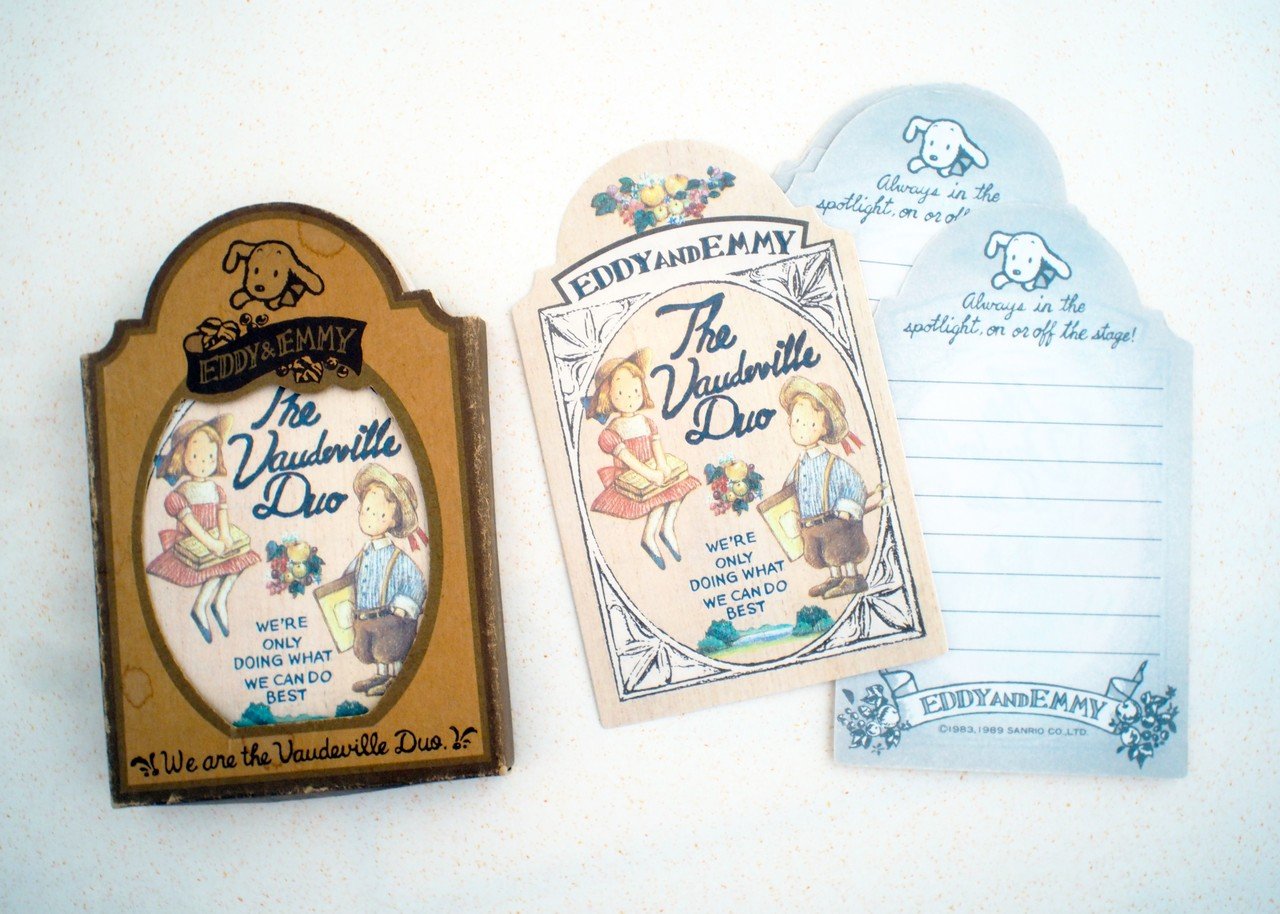 EDDY & EMMY
The
Vaudeville
Duo
WE'RE
ONLY
DOING WHAT
WE CAN DO
BEST
We are the Vaudeville Duo.
EDDY AND EMMY
The
Vaudeville
Duo
WE'RE
ONLY
DOING WHAT
WE CAN DO
BEST
Always in the
spotlight, on or off
Always in the
spotlight, on or off the stage!
EDDY AND EMMY
©1983, 1989 SANRIO CO., LTD.